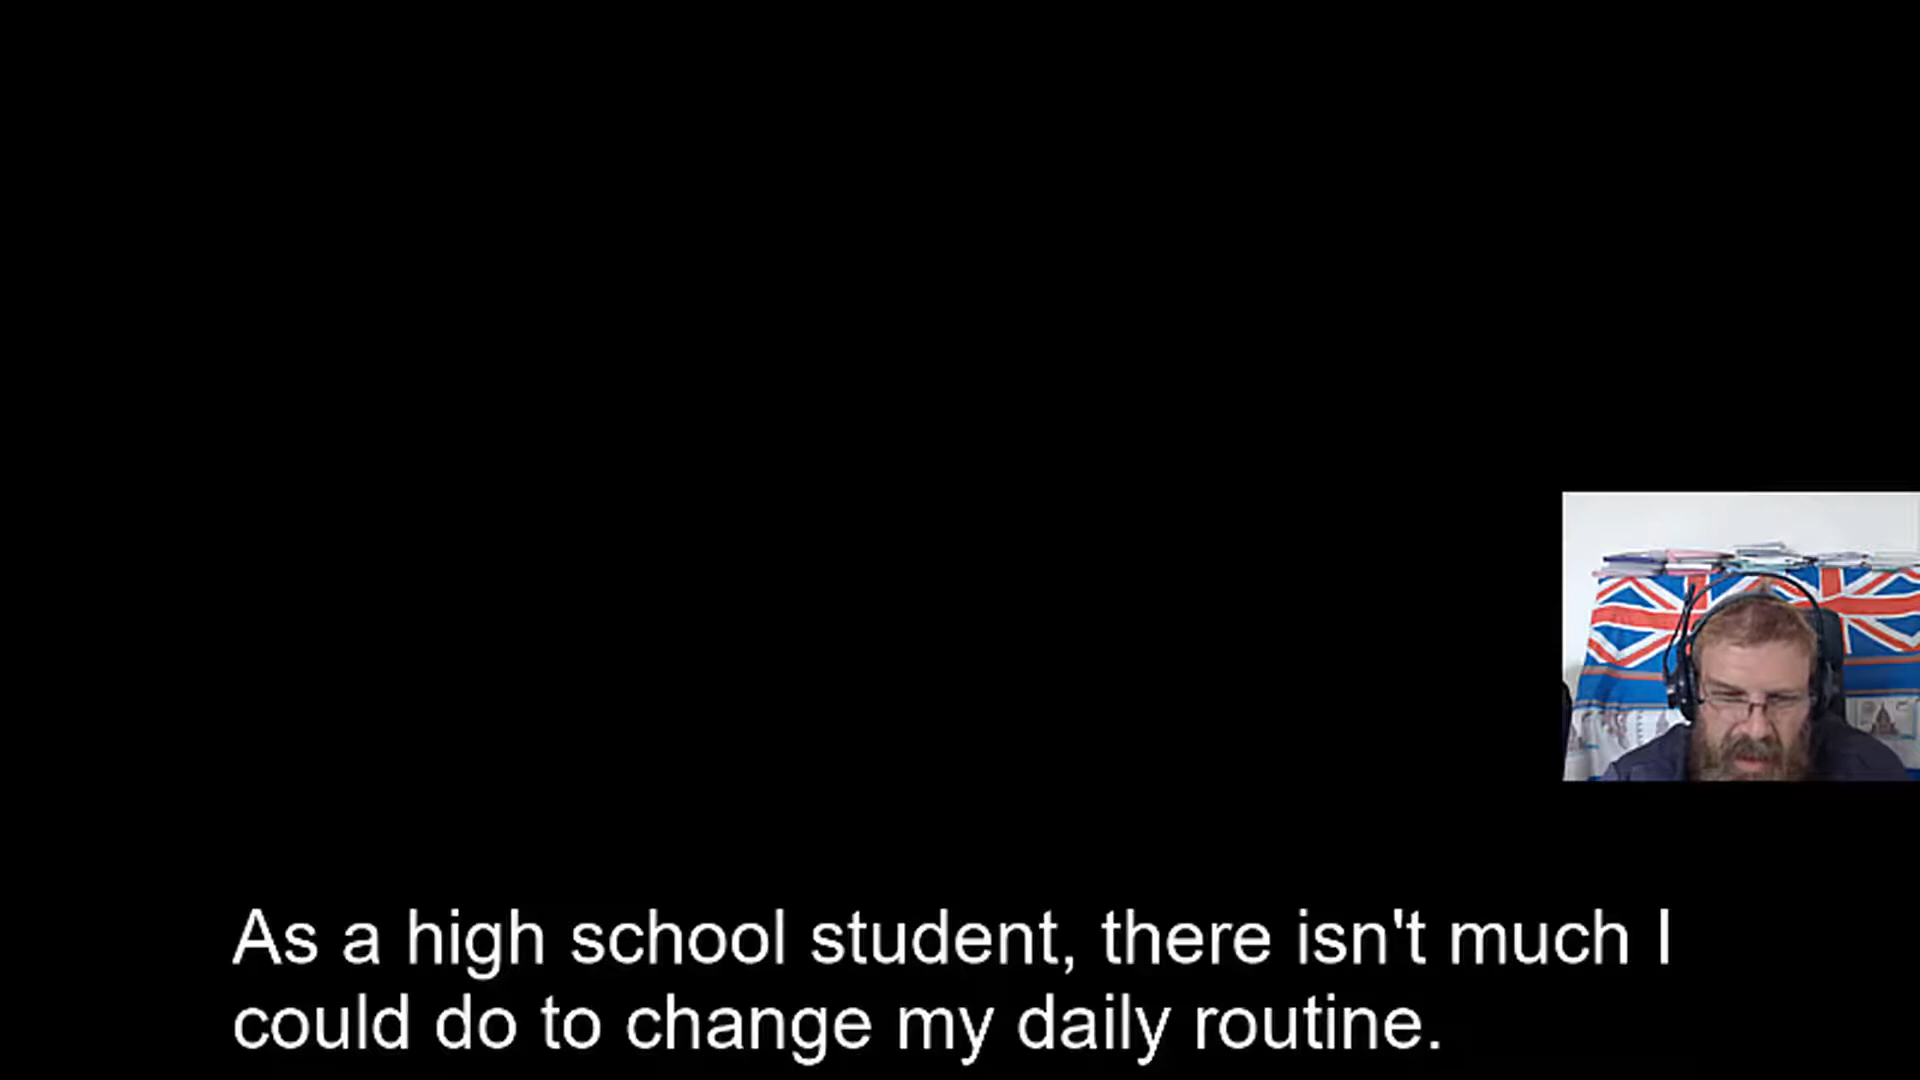 As a high school student, there isn't much I
could do to change my daily routine.